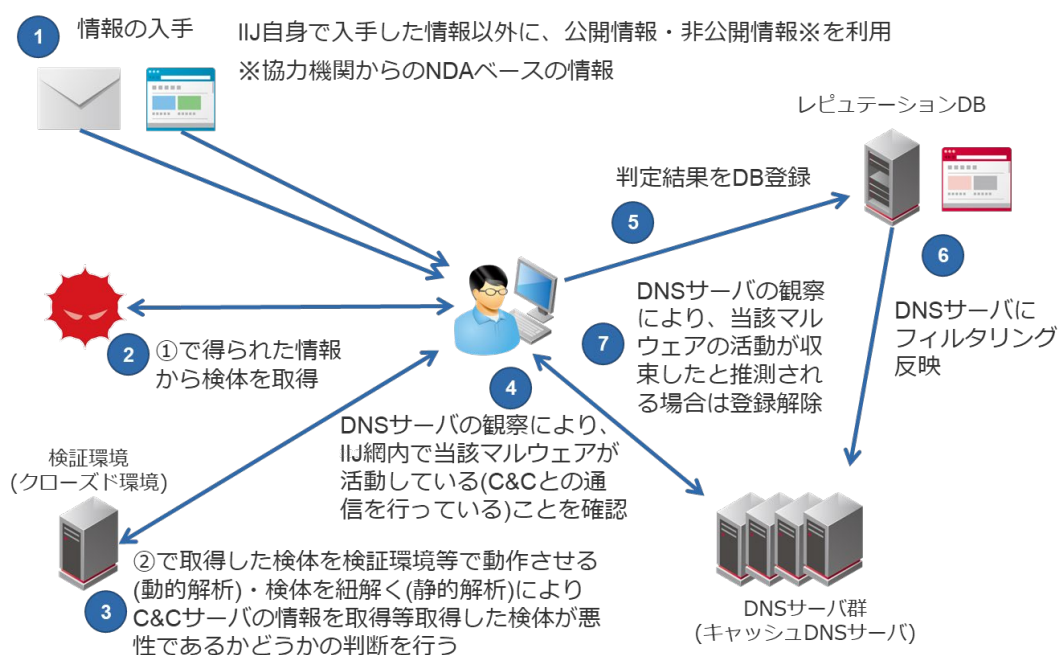 1
情報の入手
IIJ自身で入手した情報以外に、公開情報・非公開情報※を利用
※協力機関からのNDAベースの情報
レピュテーションDB
判定結果をDB登録
5
6
DNSサーバに
フィルタリング
反映
2
①で得られた情報
から検体を取得
7
DNSサーバの観察
により、当該マル
ウェアの活動が収
束したと推測され
る場合は登録解除
4
DNSサーバの観察により、
IIJ網内で当該マルウェアが
活動している(C&Cとの通
信を行っている)ことを確認
検証環境
(クローズド環境)
3
②で取得した検体を検証環境等で動作させる
(動的解析)・検体を紐解く(静的解析)により
C&Cサーバの情報を取得等取得した検体が悪
性であるかどうかの判断を行う
DNSサーバ群
(キャッシュDNSサーバ)